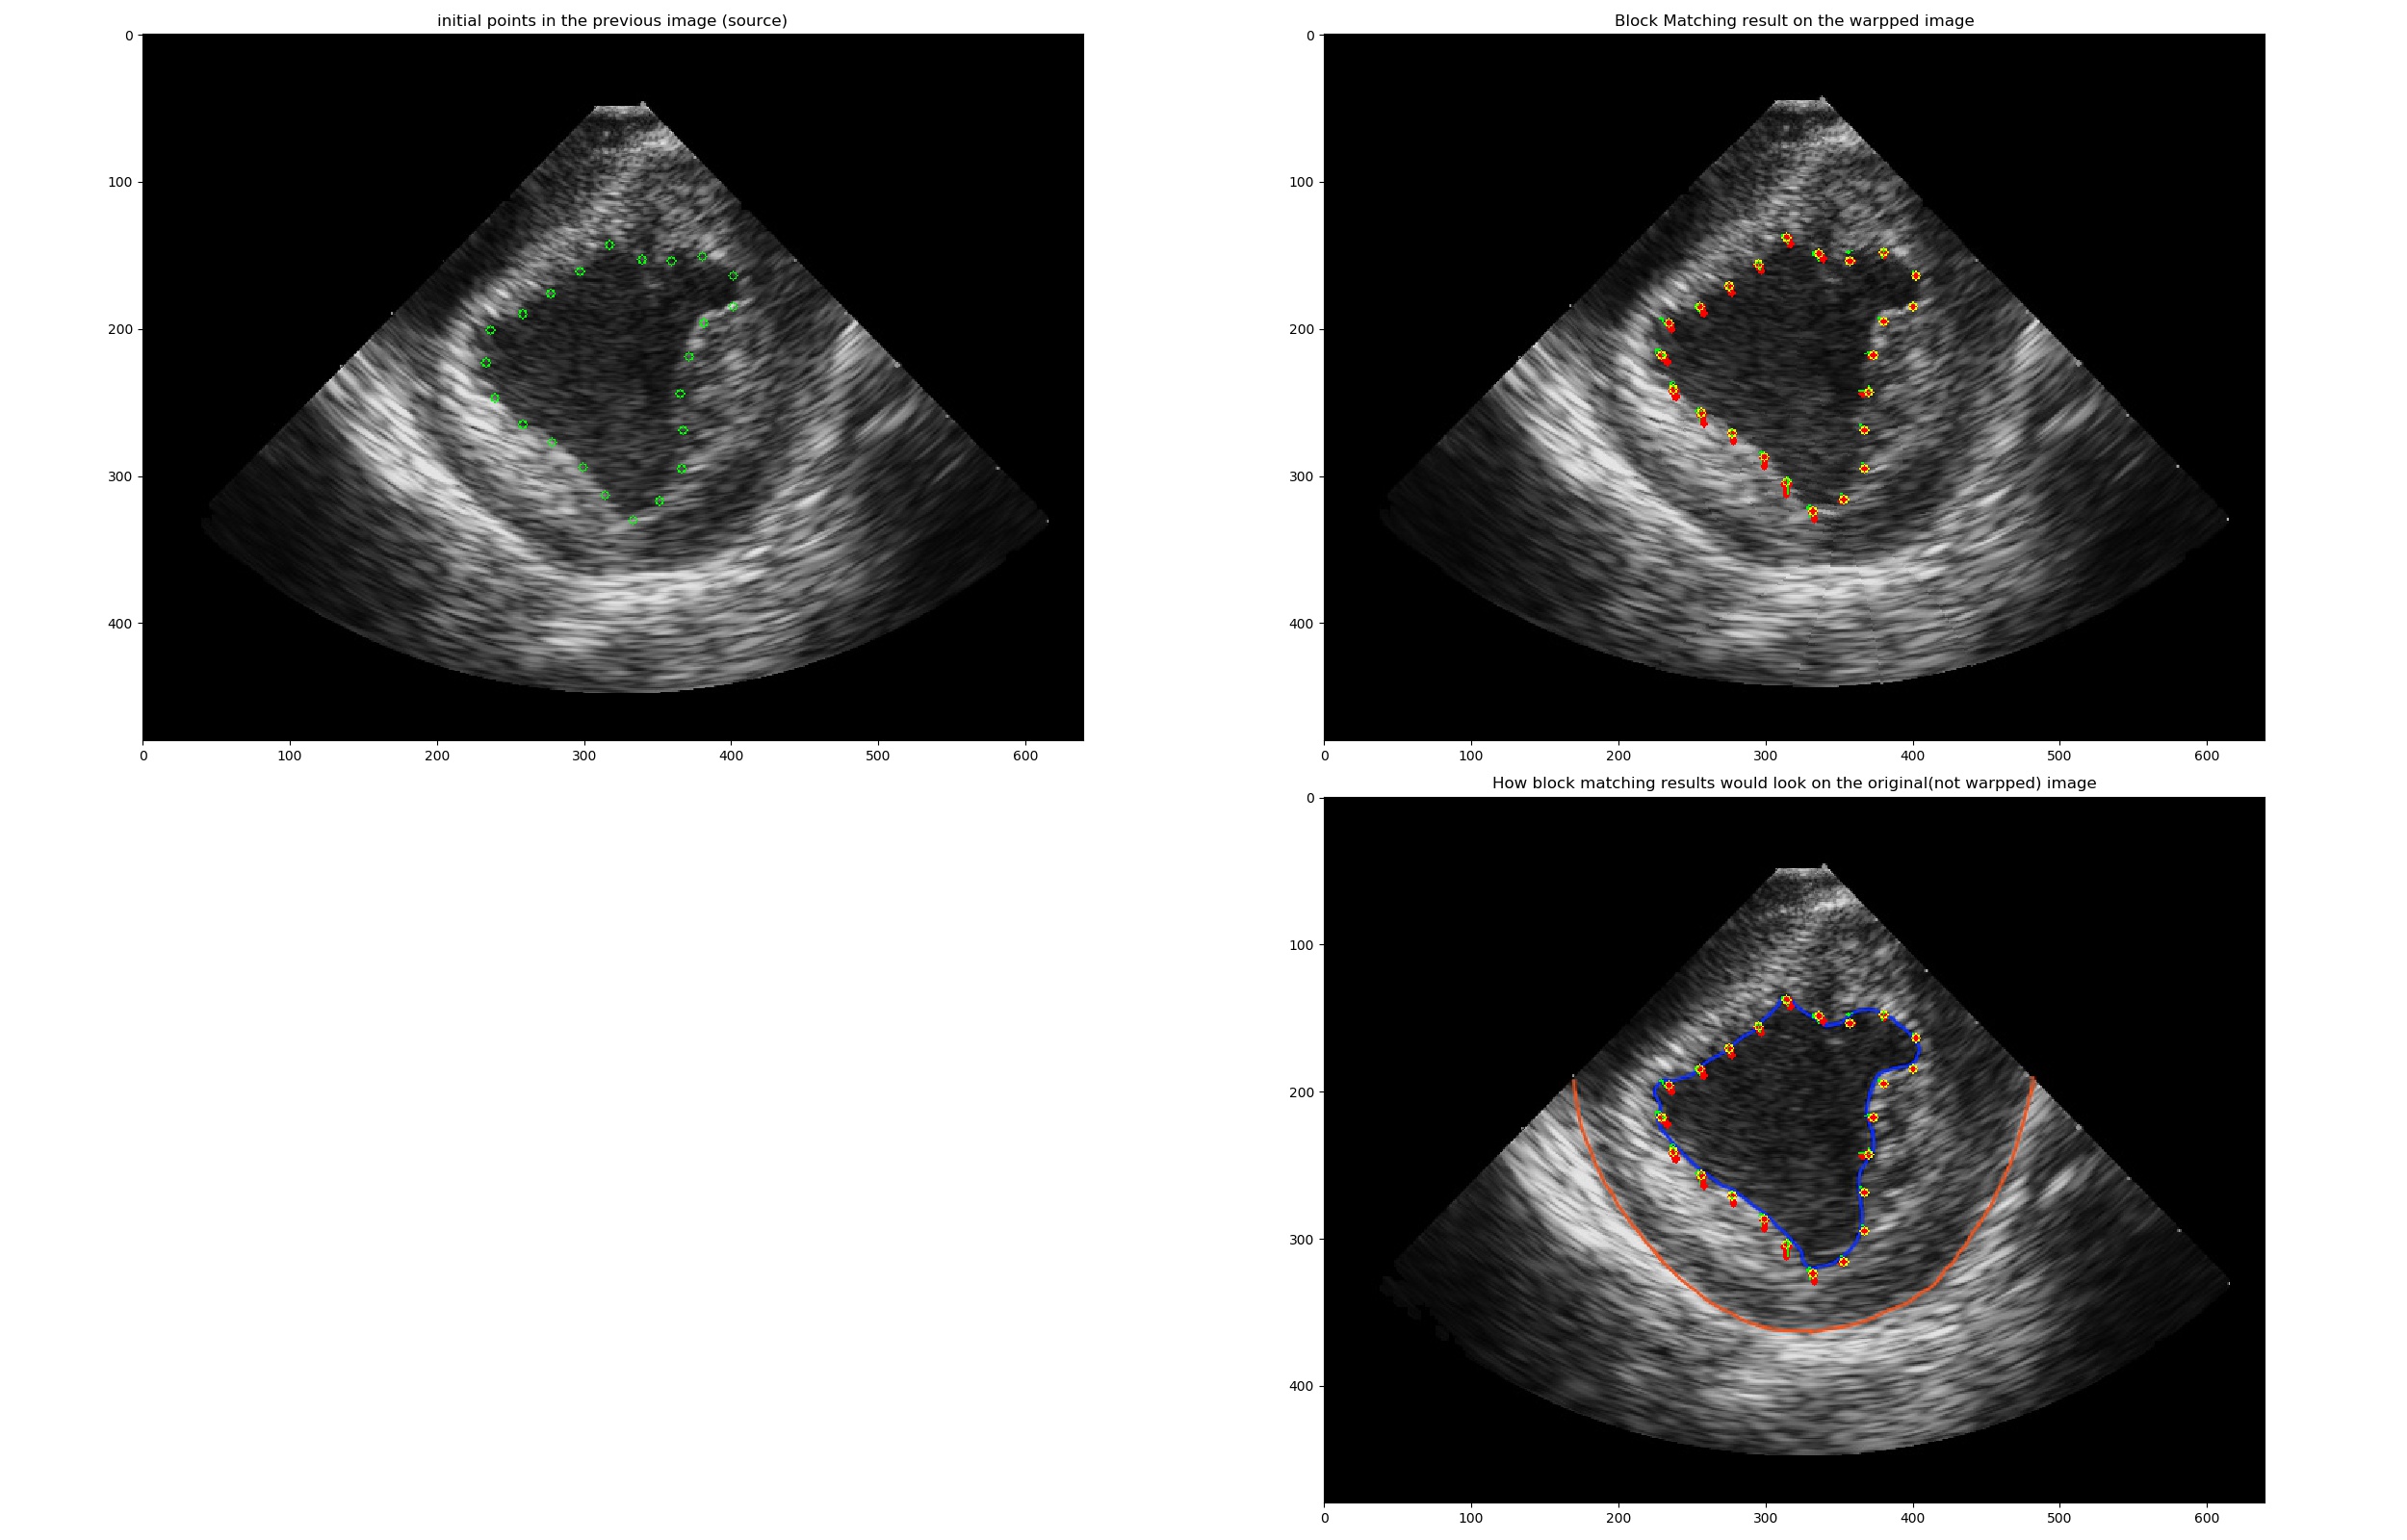 initial points in the previous image (source)
0
100
200
300
400
0 100 200 300 400 500 600
Block Matching result on the warpped image
0
100
200
300
400
0 100 200 300 400 500 600
How block matching results would look on the original(not warpped) image
0
100
200
300
400
0 100 200 300 400 500 600